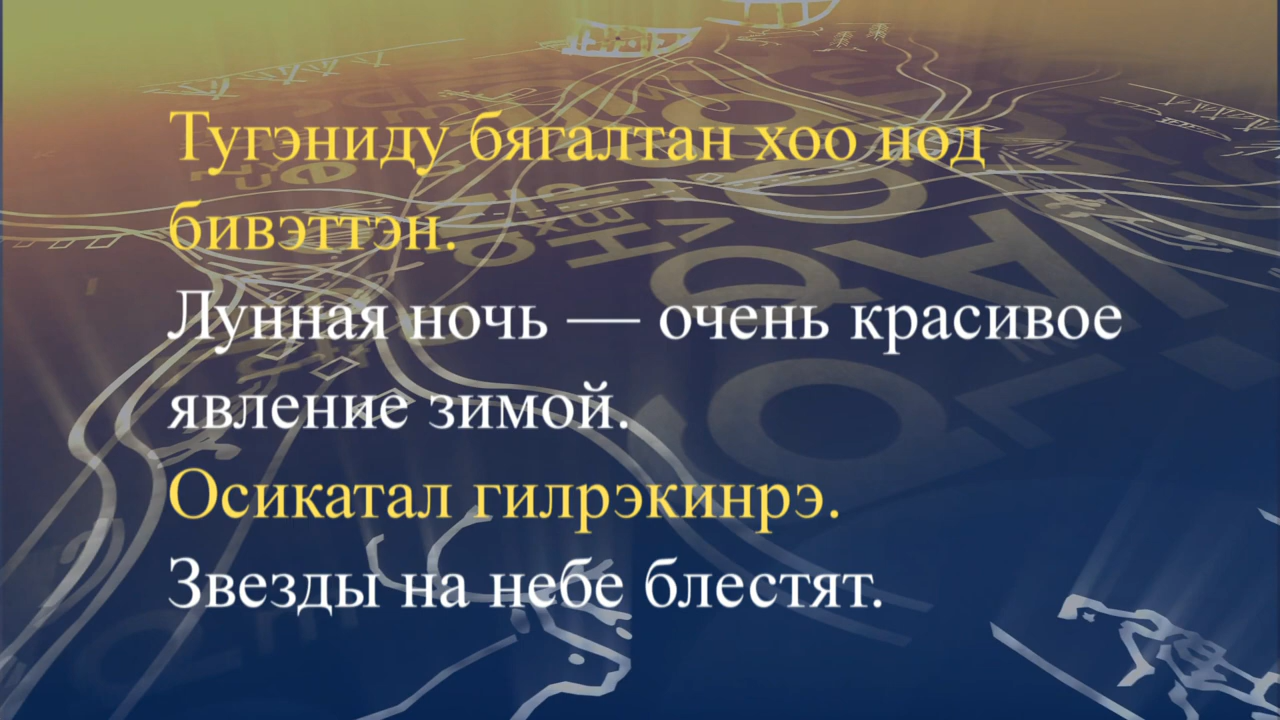 Тугэниду бягалтан хоо нод
бивэттэн.
Лунная ночь — очень красивое
явление зимой.
Осикатал гилрэкинрэ.
Звезды на небе блестят.